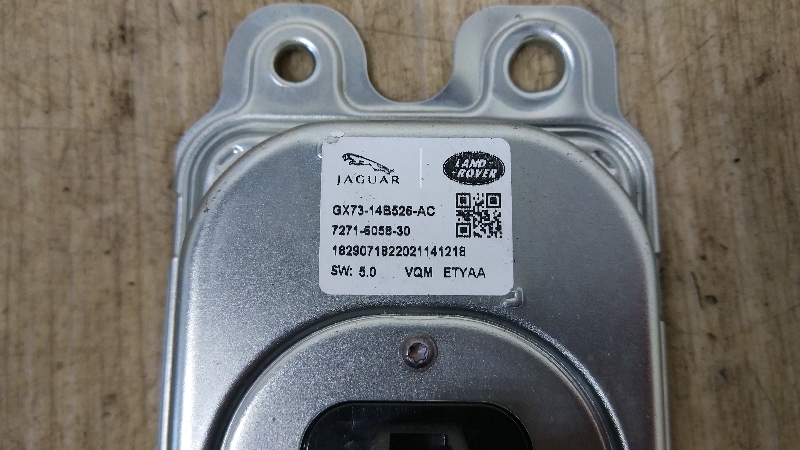 JAGUAR
LAND-
ROVER
GX73-14B526-AC
7271-6058-30
1829071822021141218
SW: 5.0 VQM ETYAA